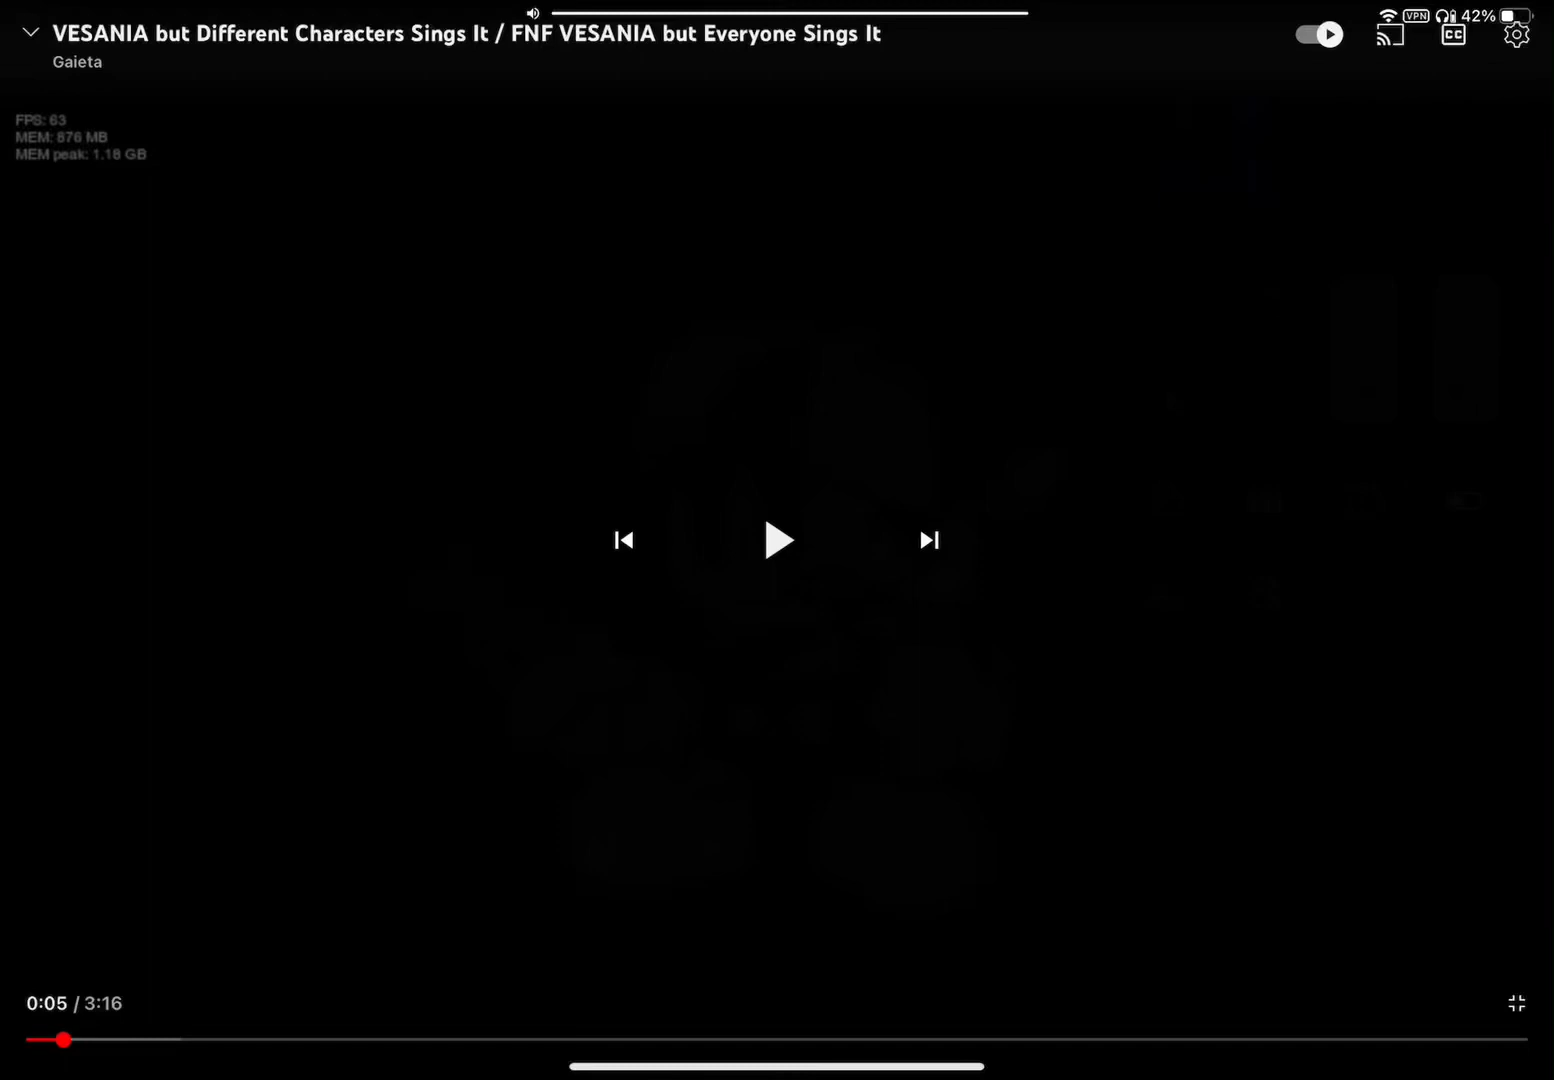 VPN 42%
VESANIA but Different Characters Sings It / FNF VESANIA but Everyone Sings It
CC
Gaieta
FPS: 63
MEM: 876 MB
MEM peak: 1.18 GB
0:05 / 3:16